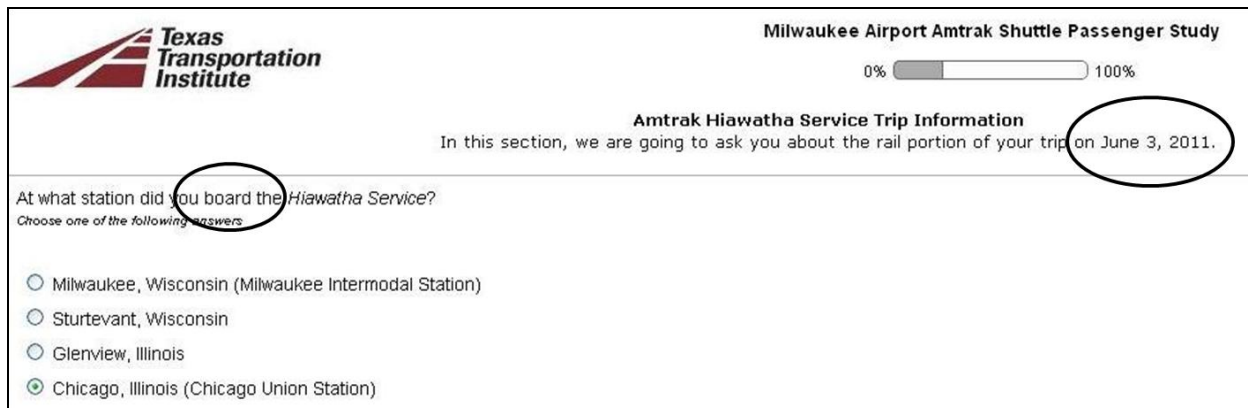 Texas
Transportation
Institute
Milwaukee Airport Amtrak Shuttle Passenger Study
0% 100%
Amtrak Hiawatha Service Trip Information
In this section, we are going to ask you about the rail portion of your trip on June 3, 2011.
At what station did you board the Hiawatha Service?
Choose one of the following answers
Milwaukee, Wisconsin (Milwaukee Intermodal Station)
Sturtevant, Wisconsin
Glenview, Illinois
Chicago, Illinois (Chicago Union Station)